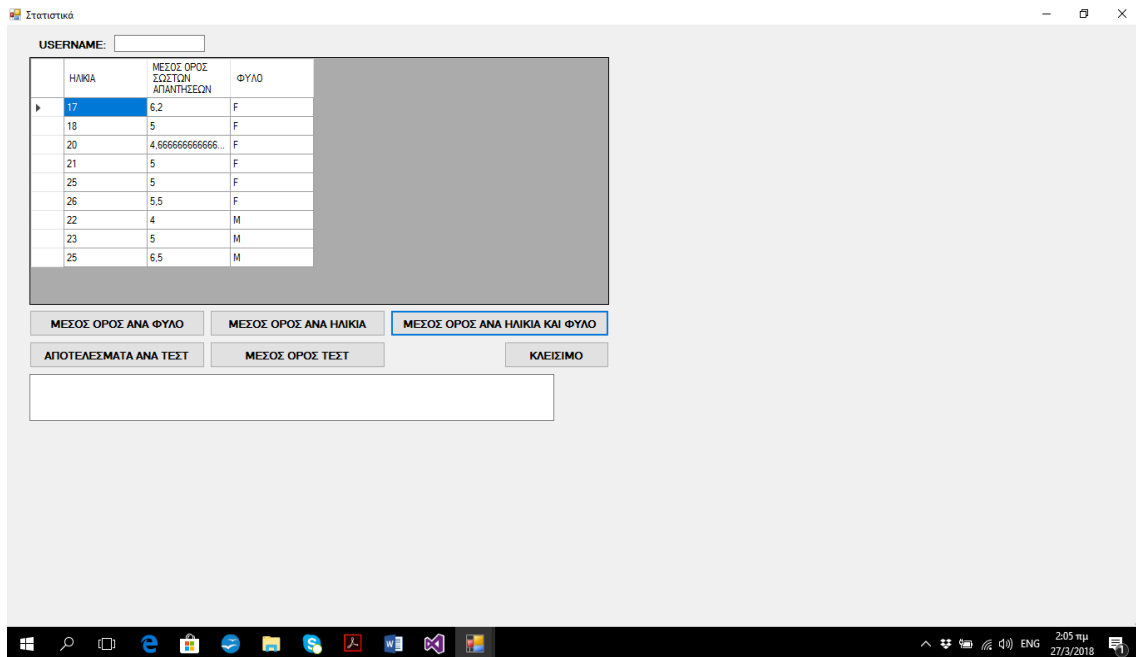 Στατιστικά
USERNAME:
ΗΛΙΚΙΑ
ΜΕΣΟΣ ΟΡΟΣ
ΣΩΣΤΩΝ
ΑΠΑΝΤΗΣΕΩΝ
ΦΥΛΟ
17 6,2 F
18 5 F
20 4,666666666666... F
21 5 F
25 5 F
26 5,5 F
22 4 M
23 5 M
25 6,5 M
ΜΕΣΟΣ ΟΡΟΣ ΑΝΑ ΦΥΛΟ ΜΕΣΟΣ ΟΡΟΣ ΑΝΑ ΗΛΙΚΙΑ ΜΕΣΟΣ ΟΡΟΣ ΑΝΑ ΗΛΙΚΙΑ ΚΑΙ ΦΥΛΟ
ΑΠΟΤΕΛΕΣΜΑΤΑ ΑΝΑ ΤΕΣΤ ΜΕΣΟΣ ΟΡΟΣ ΤΕΣΤ ΚΛΕΙΣΙΜΟ
ENG
2:05 πμ
27/3/2018